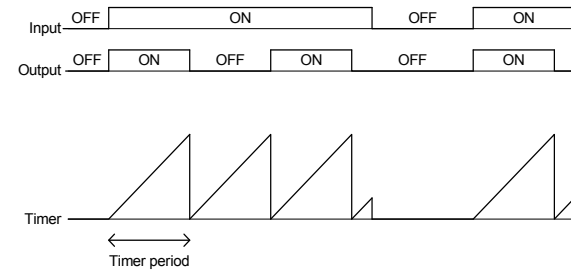 Input OFF ON OFF ON
Output OFF ON OFF ON OFF ON
Timer
Timer period